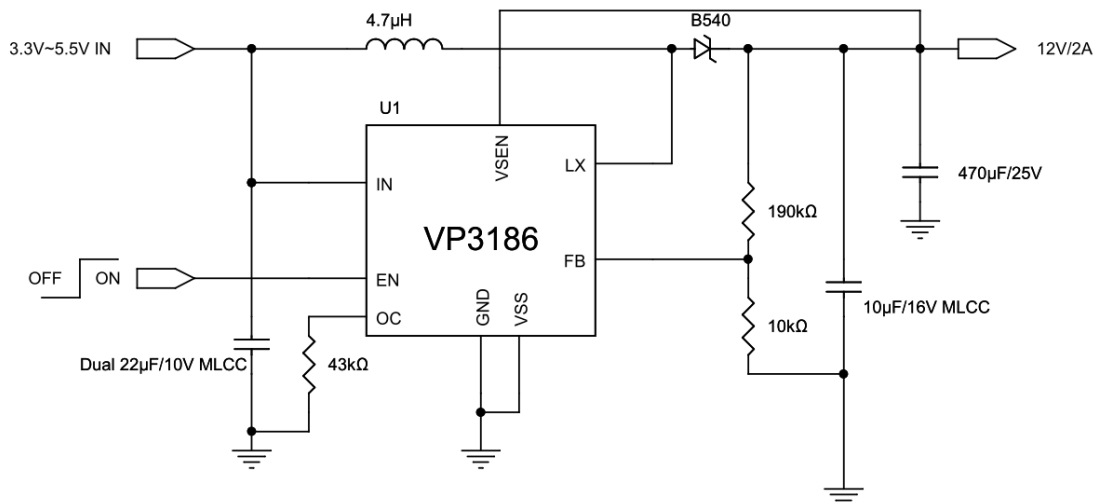 4.7µH
B540
3.3V~5.5V IN
12V/2A
U1
VSEN
LX
IN
470µF/25V
190kΩ
VP3186
FB
OFF
ON
EN
GND
VSS
OC
10µF/16V MLCC
10kΩ
Dual 22µF/10V MLCC
43kΩ